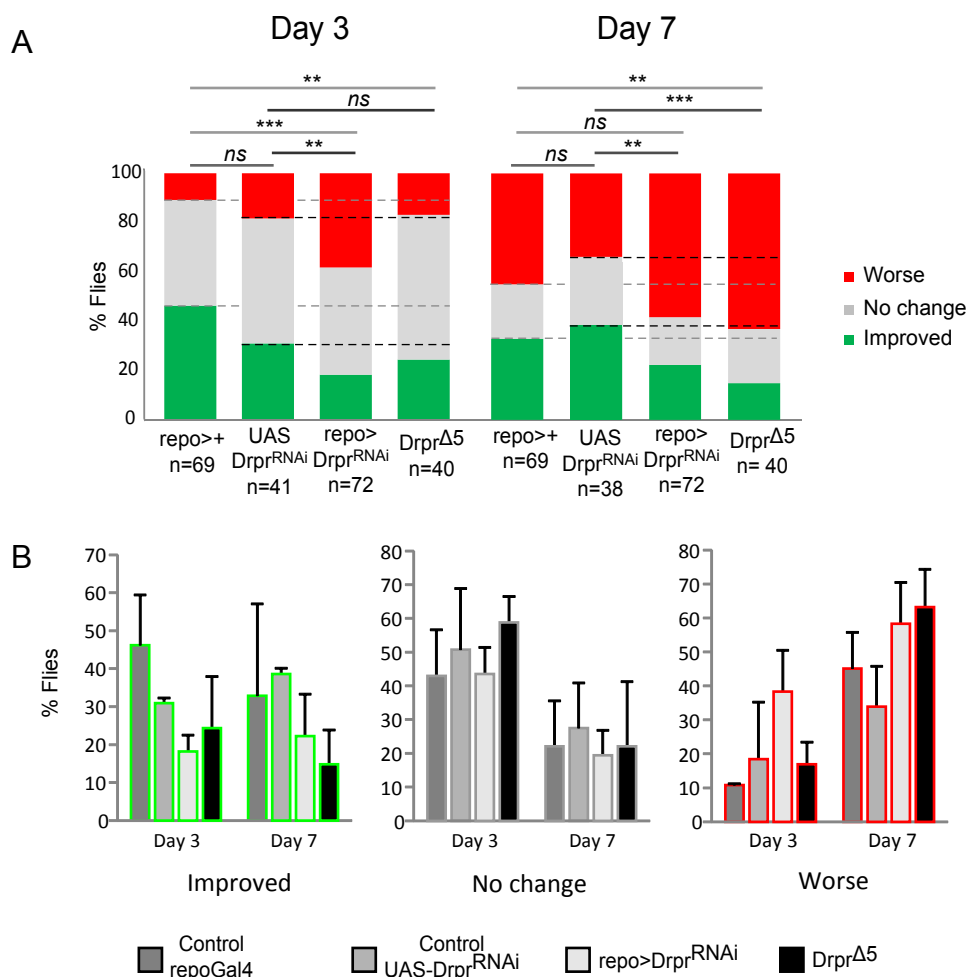 A
Day 3
Day 7
** **
ns ***
*** ns
ns ** ns **
% Flies
100
80
60
40
20
0
repo>+
n=69
UAS
DrprRNAi
n=41
repo>
DrprRNAi
n=72
DrprΔ5
n=40
repo>+
n=69
UAS
DrprRNAi
n=38
repo>
DrprRNAi
n=72
DrprΔ5
n= 40
Worse
No change
Improved
B
% Flies
70
60
50
40
30
20
10
0
Day 3 Day 7
Improved
80
70
60
50
40
30
20
10
0
Day 3 Day 7
No change
80
70
60
50
40
30
20
10
0
Day 3 Day 7
Worse
Control
repoGal4
Control
UAS-DrprRNAi
repo>DrprRNAi
DrprΔ5